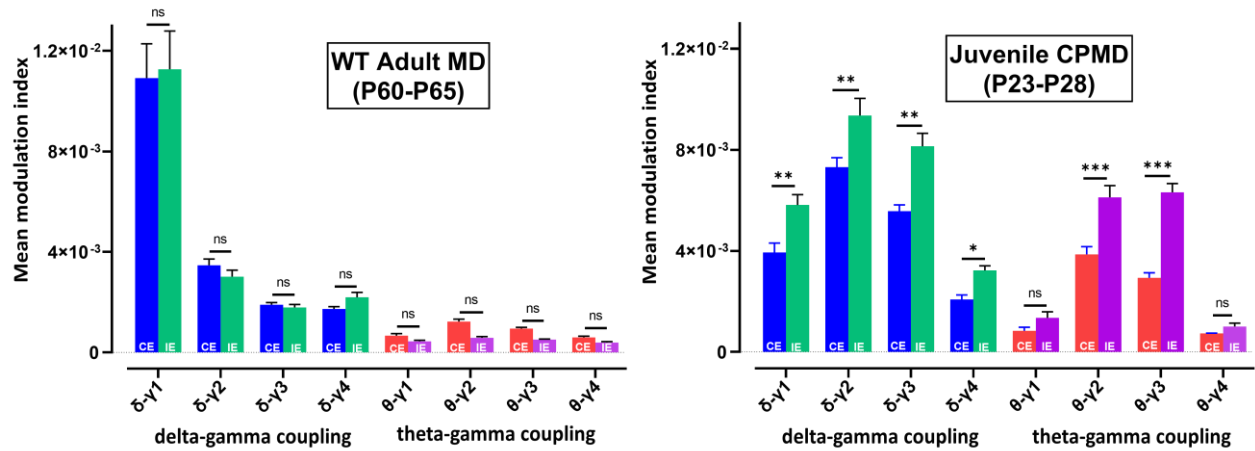 Mean modulation index
1.2×10⁻²
8×10⁻³
4×10⁻³
0
WT Adult MD
(P60-P65)
ns
ns
ns
ns
ns
ns
ns
ns
CE IE CE IE CE IE CE IE CE IE CE IE CE IE CE IE
δ-γ1 δ-γ2 δ-γ3 δ-γ4 θ-γ1 θ-γ2 θ-γ3 θ-γ4
delta-gamma coupling theta-gamma coupling
Mean modulation index
1.2×10⁻²
8×10⁻³
4×10⁻³
0
Juvenile CPMD
(P23-P28)
**
**
**
*
ns
***
***
ns
CE IE CE IE CE IE CE IE CE IE CE IE CE IE CE IE
δ-γ1 δ-γ2 δ-γ3 δ-γ4 θ-γ1 θ-γ2 θ-γ3 θ-γ4
delta-gamma coupling theta-gamma coupling